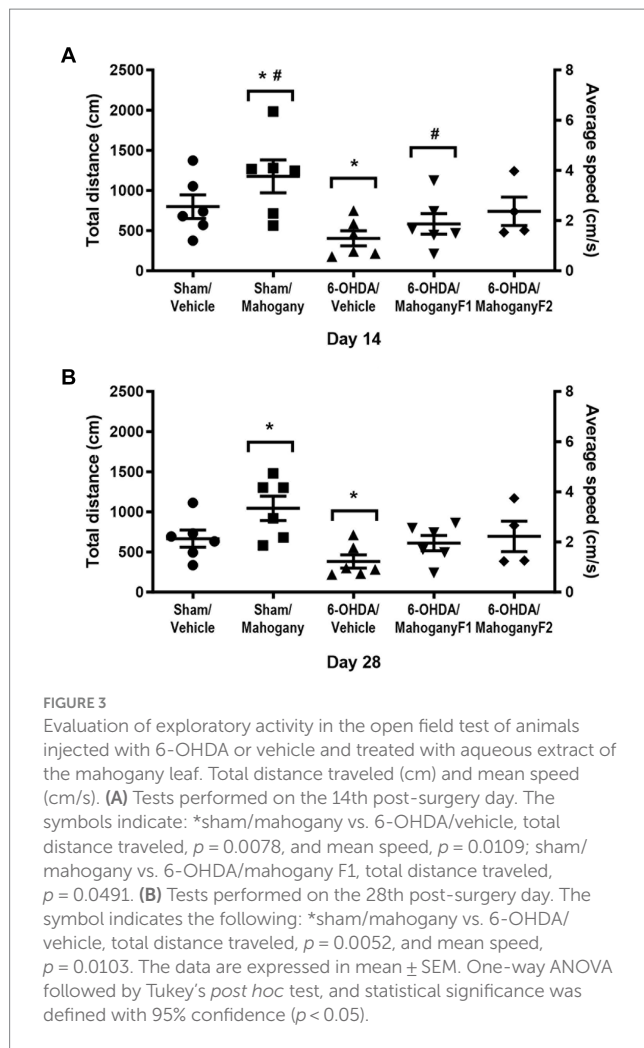 A
2500
2000
1500
1000
500
0
Total distance (cm)
* #
*
#
8
6
4
2
0
Average speed (cm/s)
Sham/ Sham/ 6-OHDA/ 6-OHDA/ 6-OHDA/
Vehicle Mahogany Vehicle MahoganyF1 MahoganyF2
Day 14
B
2500
2000
1500
1000
500
0
Total distance (cm)
*
*
8
6
4
2
0
Average speed (cm/s)
Sham/ Sham/ 6-OHDA/ 6-OHDA/ 6-OHDA/
Vehicle Mahogany Vehicle MahoganyF1 MahoganyF2
Day 28
FIGURE 3
Evaluation of exploratory activity in the open field test of animals
injected with 6-OHDA or vehicle and treated with aqueous extract of
the mahogany leaf. Total distance traveled (cm) and mean speed
(cm/s). (A) Tests performed on the 14th post-surgery day. The
symbols indicate: *sham/mahogany vs. 6-OHDA/vehicle, total
distance traveled, p = 0.0078, and mean speed, p = 0.0109; sham/
mahogany vs. 6-OHDA/mahogany F1, total distance traveled,
p = 0.0491. (B) Tests performed on the 28th post-surgery day. The
symbol indicates the following: *sham/mahogany vs. 6-OHDA/
vehicle, total distance traveled, p = 0.0052, and mean speed,
p = 0.0103. The data are expressed in mean ± SEM. One-way ANOVA
followed by Tukey's post hoc test, and statistical significance was
defined with 95% confidence (p < 0.05).